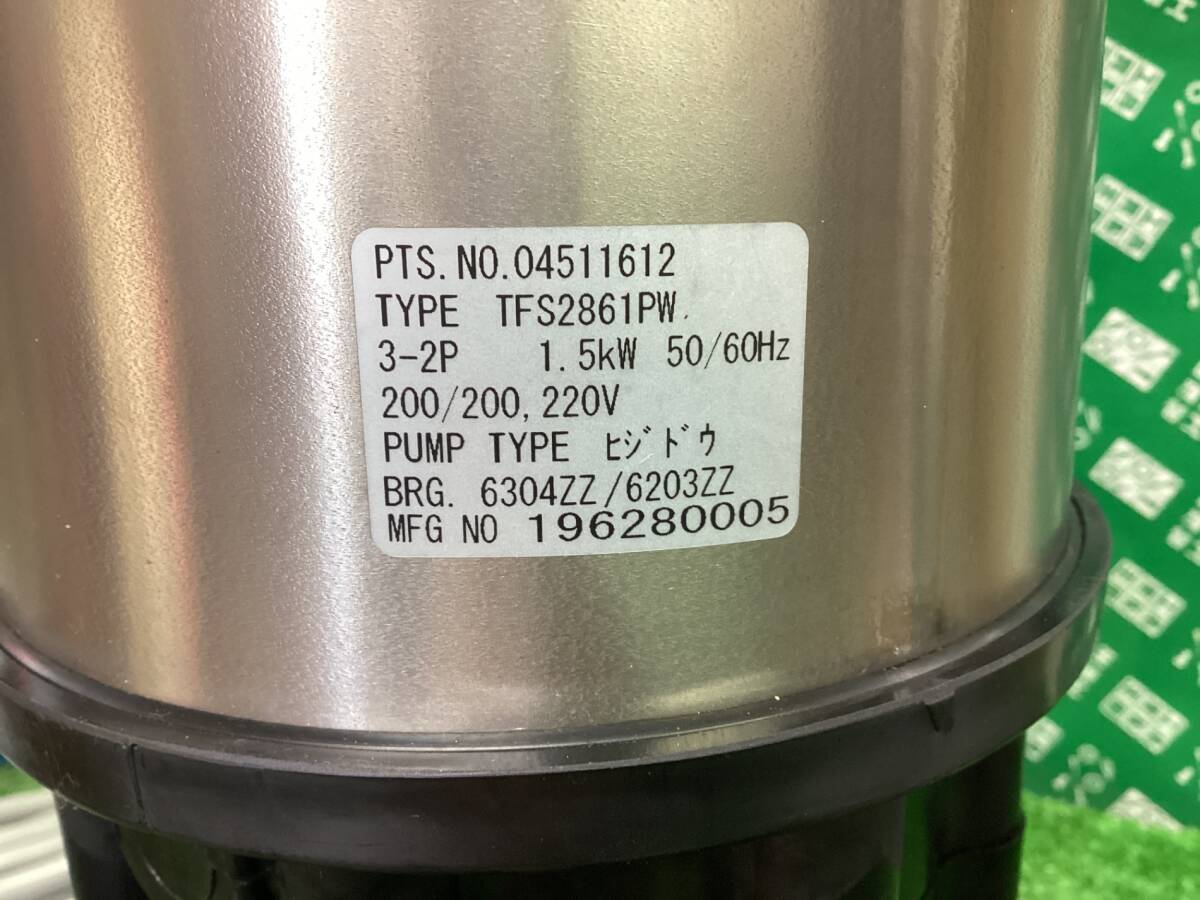 PTS.NO.04511612
TYPE TFS2861PW
3-2P 1.5kW 50/60Hz
200/200,220V
PUMP TYPE ﾋｼﾞﾄﾞｳ
BRG. 6304ZZ/6203ZZ
MFG NO 196280005